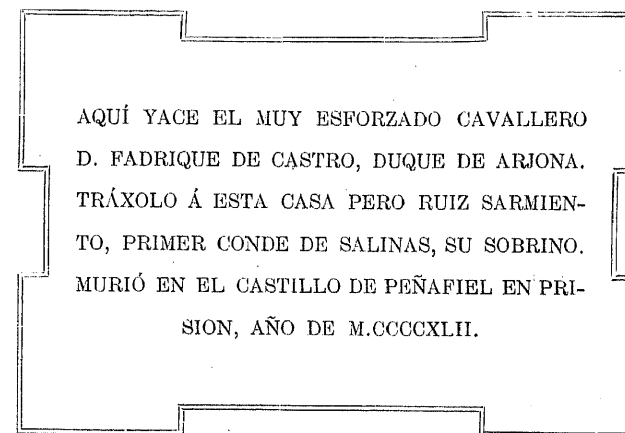 AQUÍ YACE EL MUY ESFORZADO CAVALLERO
D. FADRIQUE DE CASTRO, DUQUE DE ARJONA.
TRÁXOLO Á ESTA CASA PERO RUIZ SARMIEN-
TO, PRIMER CONDE DE SALINAS, SU SOBRINO.
MURIÓ EN EL CASTILLO DE PEÑAFIEL EN PRI-
SION, AÑO DE M.CCCCXLII.